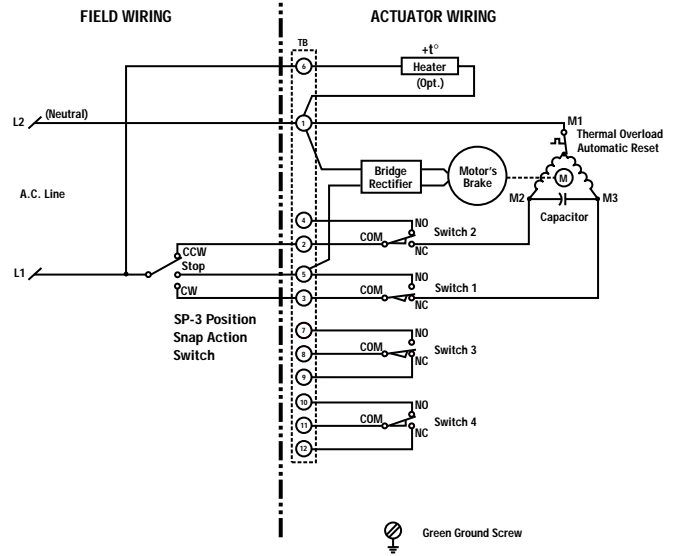 FIELD WIRING
ACTUATOR WIRING
TB
+t°
6
Heater
(Opt.)
L2
(Neutral)
1
M1
Thermal Overload
Automatic Reset
Bridge
Rectifier
Motor's
Brake
M
A.C. Line
M2
M3
Capacitor
4
NO
Switch 2
2
COM
NC
CCW
Stop
L1
5
NO
Switch 1
CW
3
COM
NC
SP-3 Position
Snap Action
Switch
7
NO
Switch 3
8
COM
NC
9
10
NO
Switch 4
11
COM
NC
12
Green Ground Screw